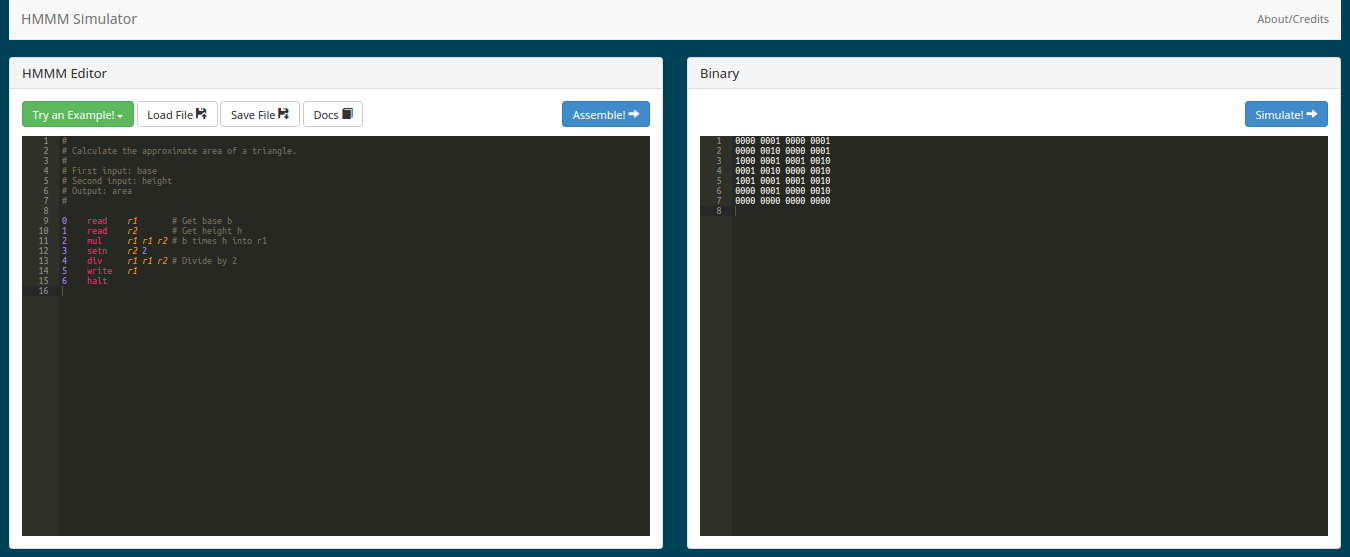 HMMM Simulator
About/Credits
HMMM Editor
Try an Example!
Load File
Save File
Docs
Assemble!
1 #
2 # Calculate the approximate area of a triangle.
3 #
4 # First input: base
5 # Second input: height
6 # Output: area
7 #
8
9 0 read r1 # Get base b
10 1 read r2 # Get height h
11 2 mul r1 r1 r2 # b times h into r1
12 3 setn r2 2
13 4 div r1 r1 r2 # Divide by 2
14 5 write r1
15 6 halt
16
Binary
Simulate!
1 0000 0001 0000 0001
2 0000 0010 0000 0001
3 1000 0001 0001 0010
4 0001 0010 0000 0010
5 1001 0001 0001 0010
6 0000 0001 0000 0010
7 0000 0000 0000 0000
8